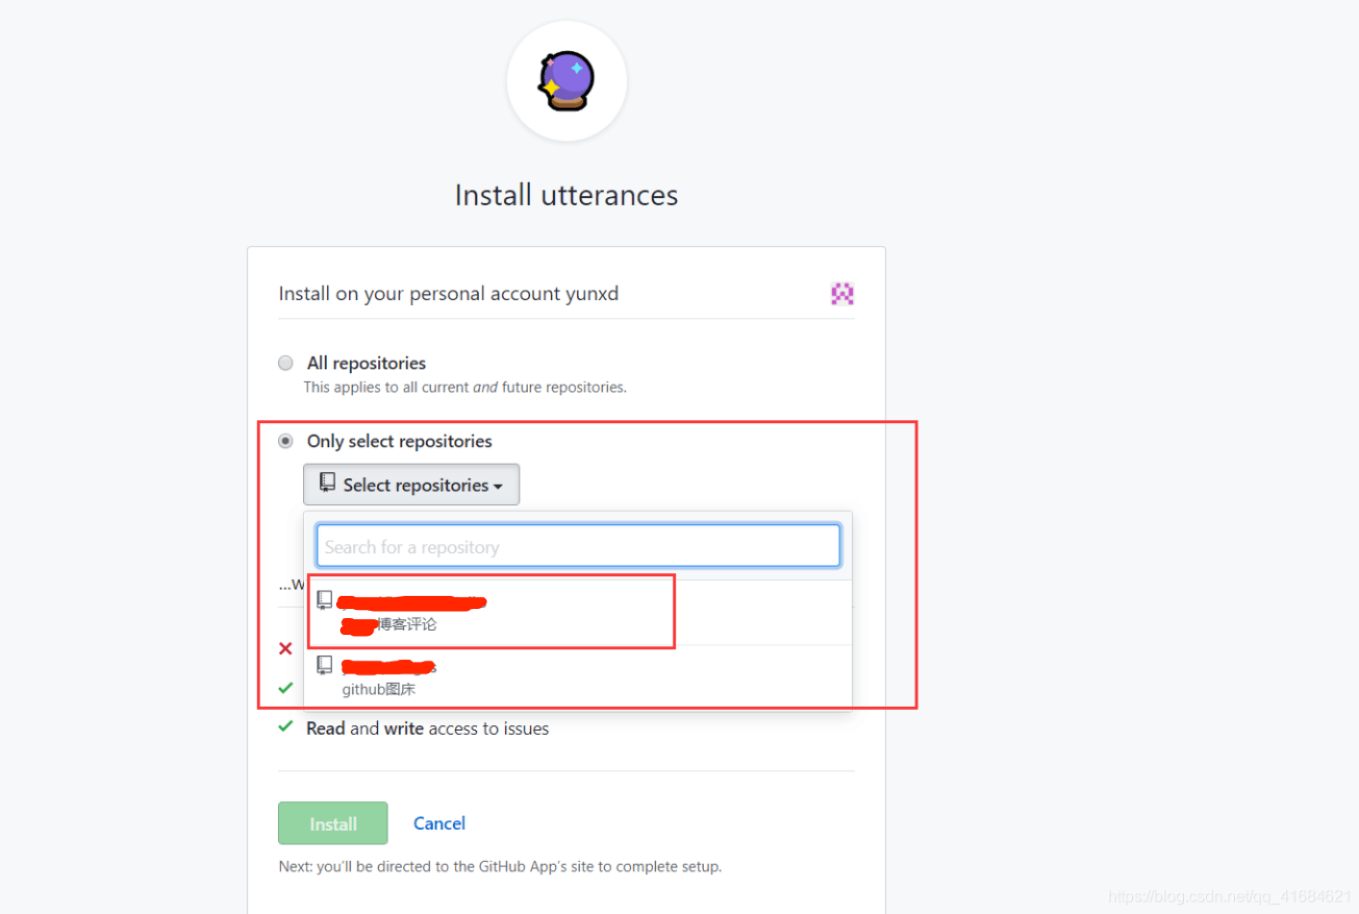 Install utterances
Install on your personal account yunxd
All repositories
This applies to all current and future repositories.
Only select repositories
Select repositories
Search for a repository
...w
博客评论
github图床
Read and write access to issues
Install Cancel
Next: you'll be directed to the GitHub App's site to complete setup.
https://blog.csdn.net/qq_41684621